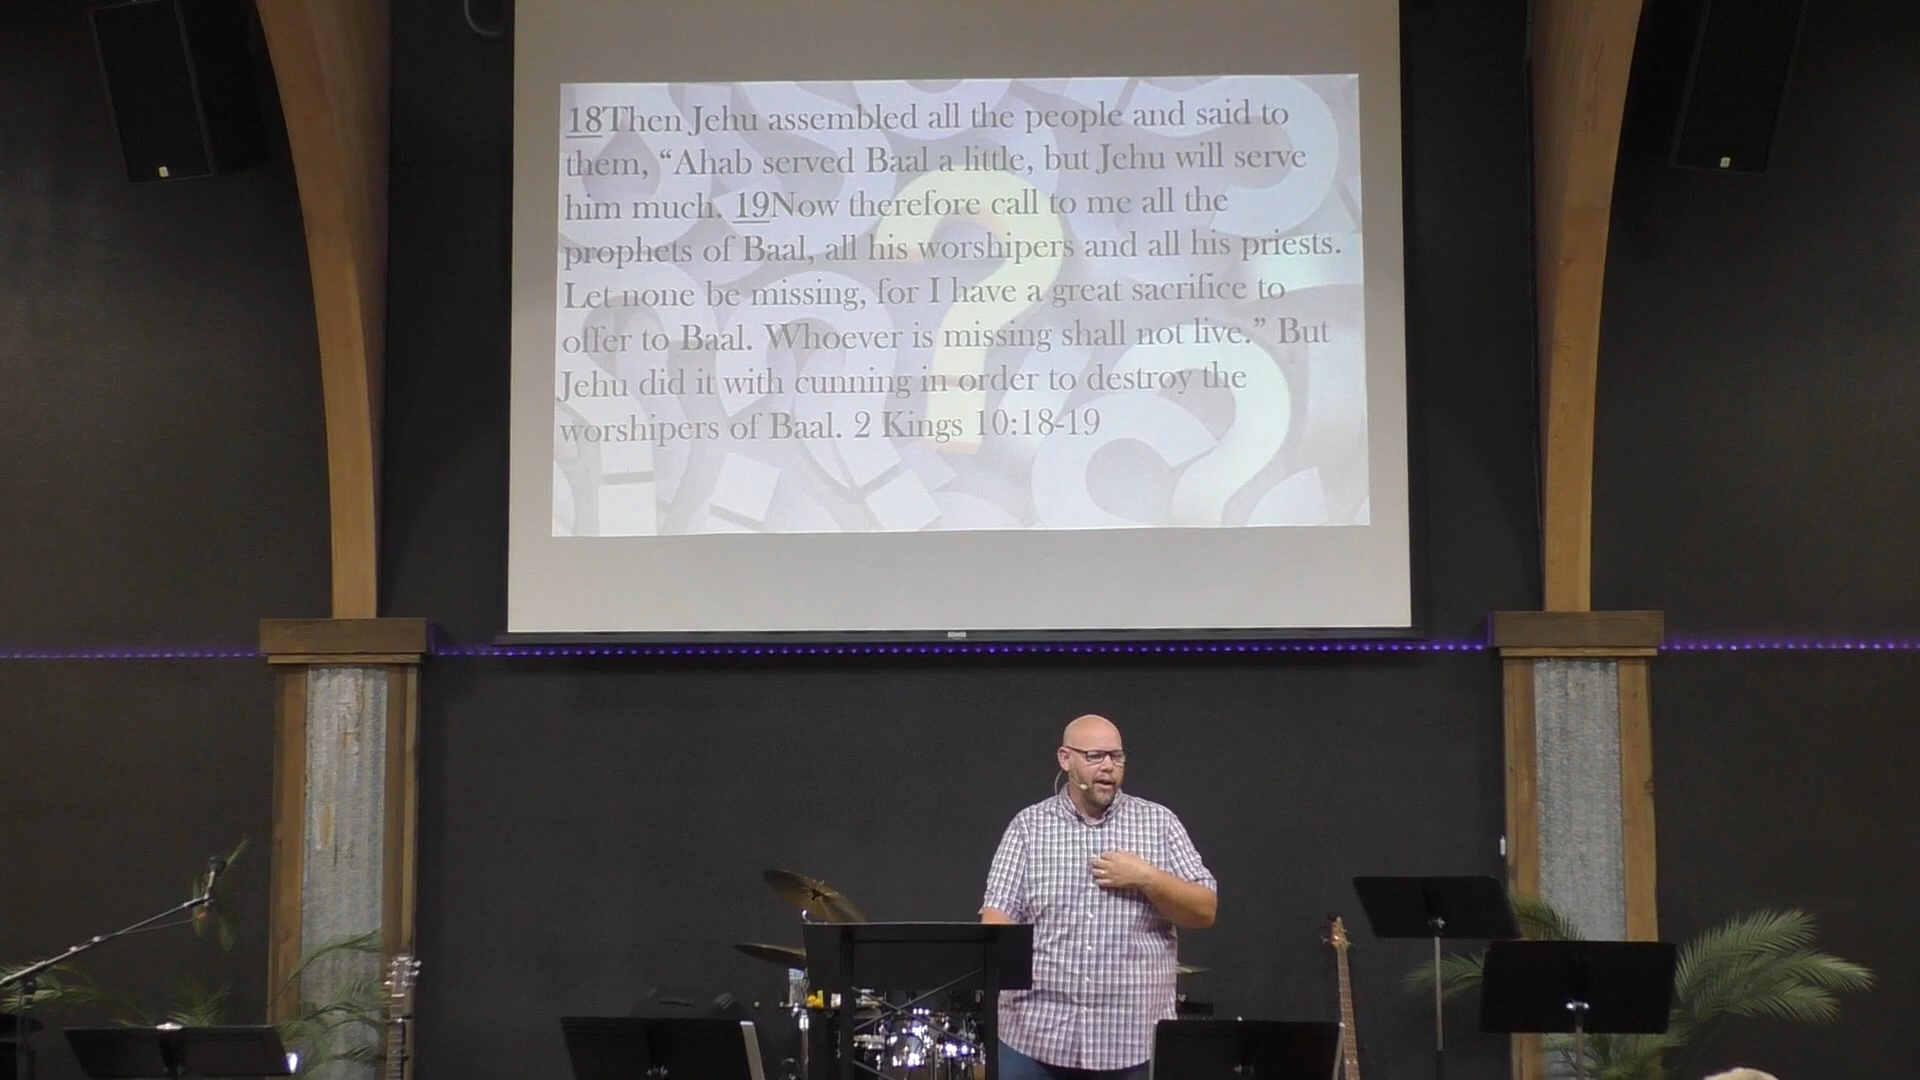 18Then Jehu assembled all the people and said to
them, “Ahab served Baal a little, but Jehu will serve
him much. 19Now therefore call to me all the
prophets of Baal, all his worshipers and all his priests.
Let none be missing, for I have a great sacrifice to
offer to Baal. Whoever is missing shall not live.” But
Jehu did it with cunning in order to destroy the
worshipers of Baal. 2 Kings 10:18-19